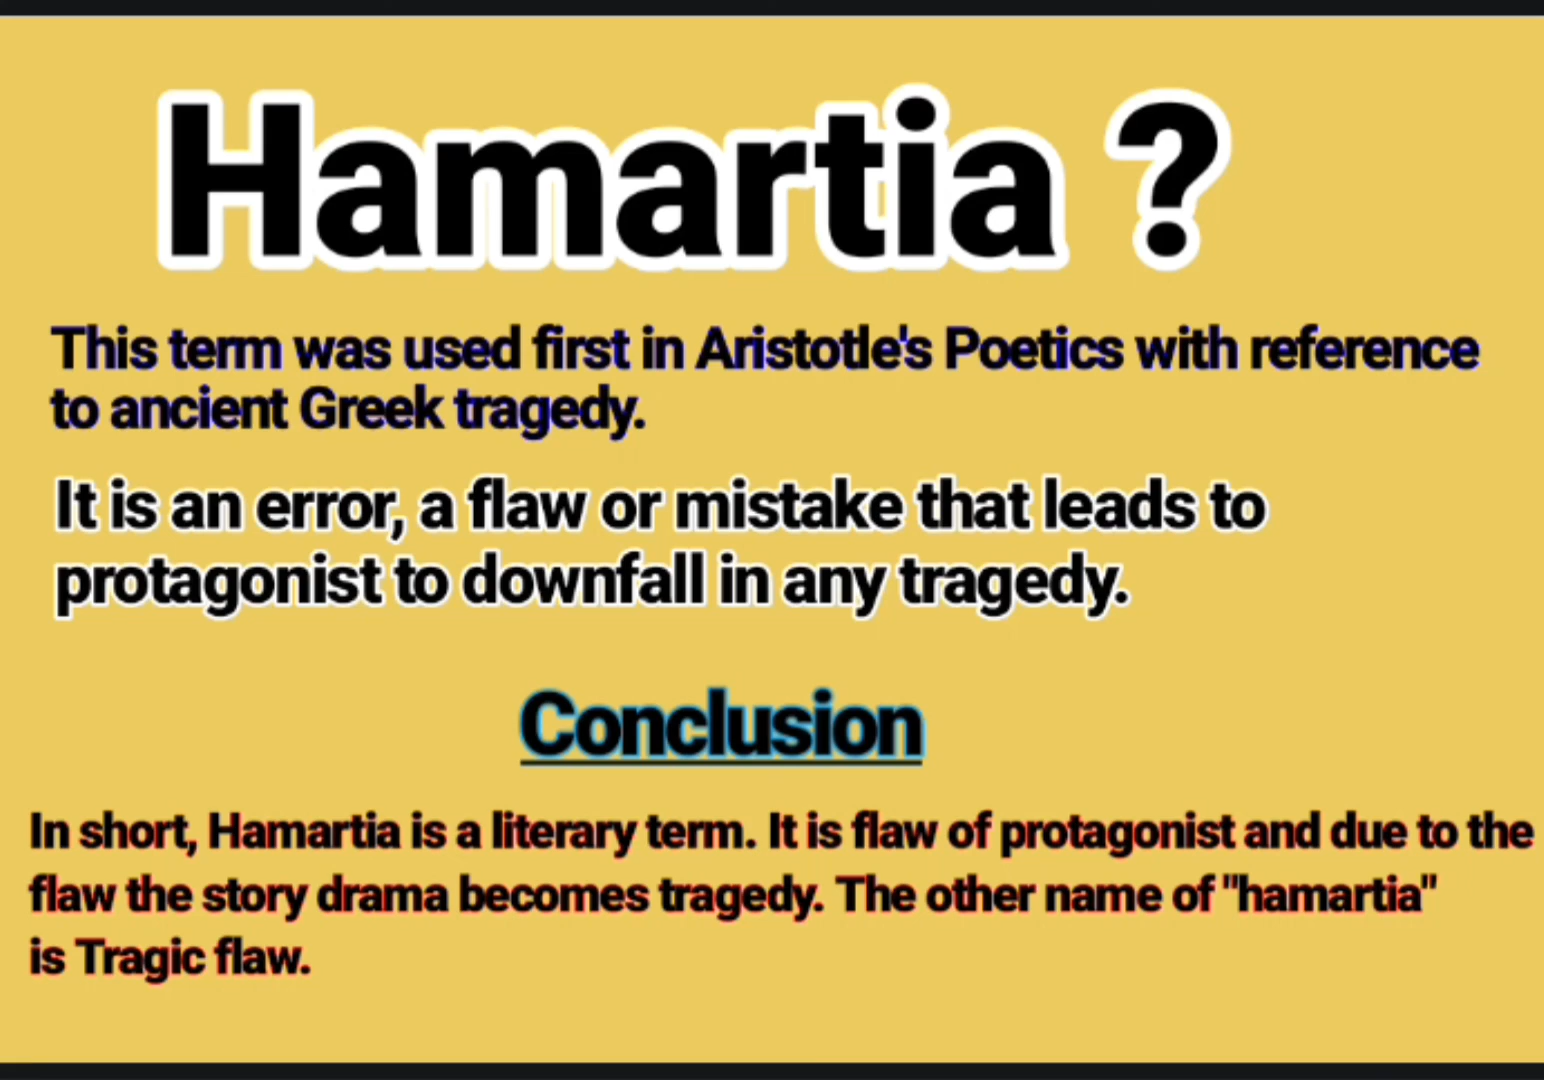 Hamartia ?
This term was used first in Aristotle's Poetics with reference
to ancient Greek tragedy.
It is an error, a flaw or mistake that leads to
protagonist to downfall in any tragedy.
Conclusion
In short, Hamartia is a literary term. It is flaw of protagonist and due to the
flaw the story drama becomes tragedy. The other name of "hamartia"
is Tragic flaw.